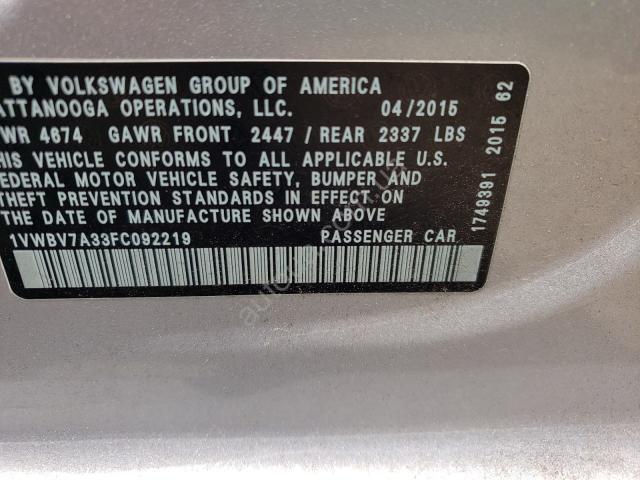 BY VOLKSWAGEN GROUP OF AMERICA
ATTANOOGA OPERATIONS, LLC. 04/2015
WR 4674 GAWR FRONT 2447 / REAR 2337 LBS
HIS VEHICLE CONFORMS TO ALL APPLICABLE U.S.
FEDERAL MOTOR VEHICLE SAFETY, BUMPER AND
THEFT PREVENTION STANDARDS IN EFFECT ON
THE DATE OF MANUFACTURE SHOWN ABOVE
1VWBV7A33FC092219 PASSENGER CAR
1749391 2015 62